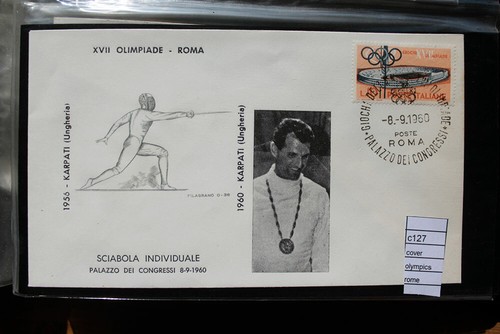 XVII OLIMPIADE - ROMA
1956 - KARPATI (Ungheria)
1960 - KARPATI (Ungheria)
SCIABOLA INDIVIDUALE
PALAZZO DEI CONGRESSI 8-9-1960
-8.-9.1960
POSTE
ROMA
PALAZZO DEI CONGRESSI
c127
cover
olympics
rome